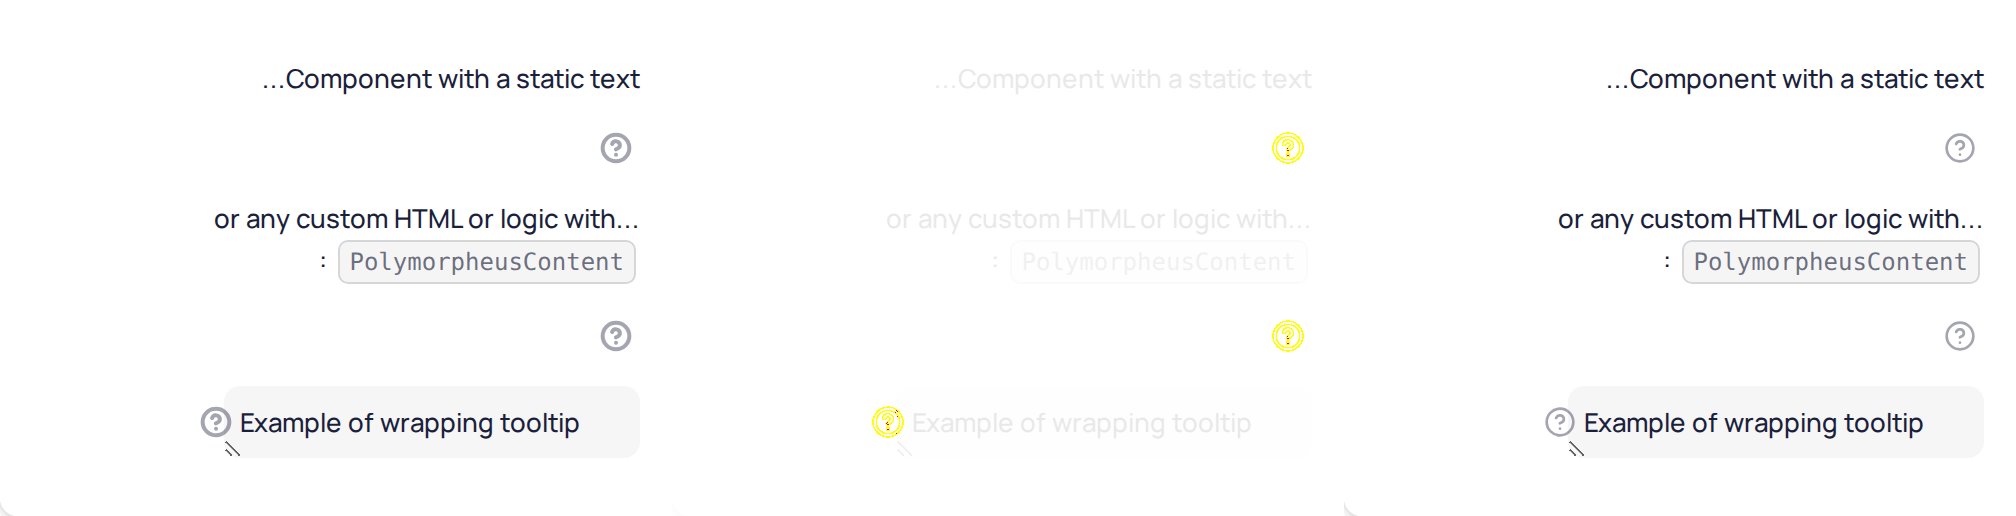 ...Component with a static text
?
or any custom HTML or logic with...
: PolymorpheusContent
?
? Example of wrapping tooltip
...Component with a static text
?
or any custom HTML or logic with...
: PolymorpheusContent
?
? Example of wrapping tooltip
...Component with a static text
?
or any custom HTML or logic with...
: PolymorpheusContent
?
? Example of wrapping tooltip